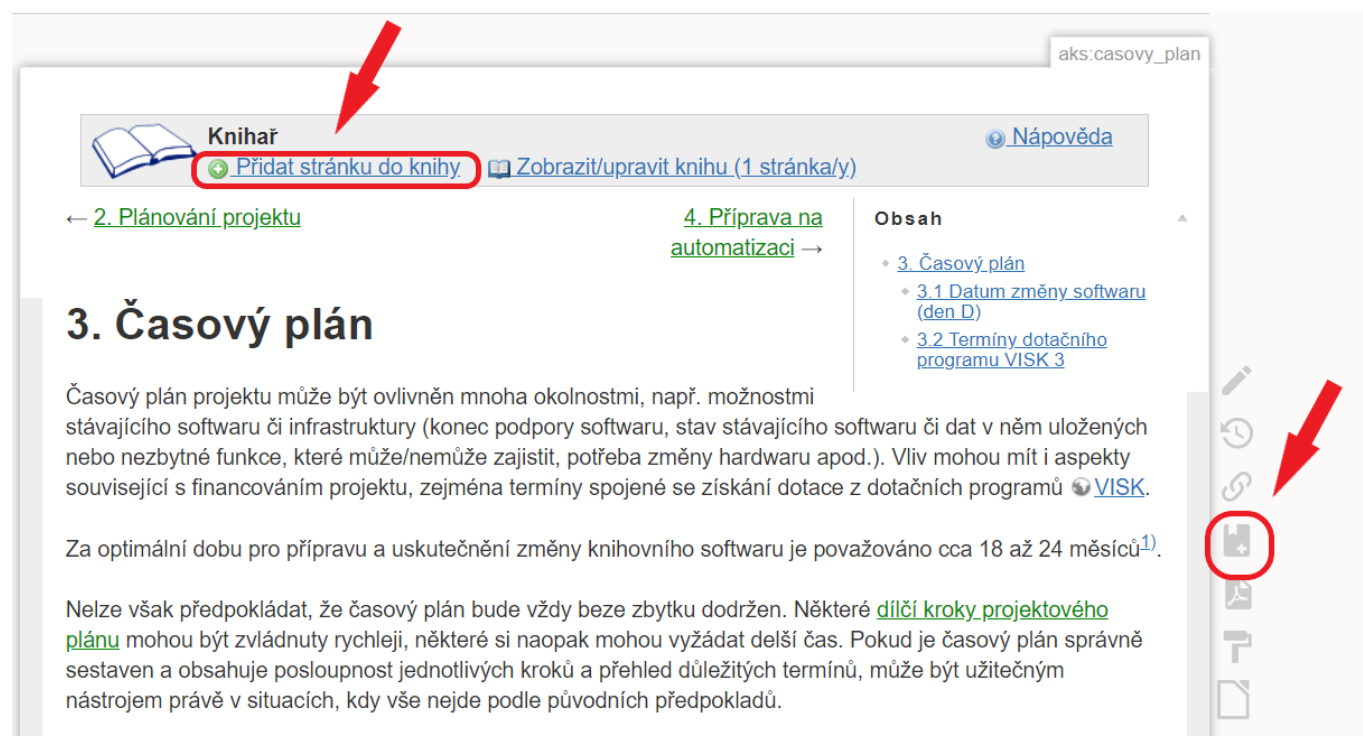 aks:casovy_plan
Knihař
Nápověda
Přidat stránku do knihy
Zobrazit/upravit knihu (1 stránka/y)
← 2. Plánování projektu
4. Příprava na
automatizaci →
Obsah
3. Časový plán
3.1 Datum změny softwaru
(den D)
3.2 Termíny dotačního
programu VISK 3
3. Časový plán
Časový plán projektu může být ovlivněn mnoha okolnostmi, např. možnostmi
stávajícího softwaru či infrastruktury (konec podpory softwaru, stav stávajícího softwaru či dat v něm uložených
nebo nezbytné funkce, které může/nemůže zajistit, potřeba změny hardwaru apod.). Vliv mohou mít i aspekty
související s financováním projektu, zejména termíny spojené se získání dotace z dotačních programů VISK.
Za optimální dobu pro přípravu a uskutečnění změny knihovního softwaru je považováno cca 18 až 24 měsíců1).
Nelze však předpokládat, že časový plán bude vždy beze zbytku dodržen. Některé dílčí kroky projektového
plánu mohou být zvládnuty rychleji, některé si naopak mohou vyžádat delší čas. Pokud je časový plán správně
sestaven a obsahuje posloupnost jednotlivých kroků a přehled důležitých termínů, může být užitečným
nástrojem právě v situacích, kdy vše nejde podle původních předpokladů.